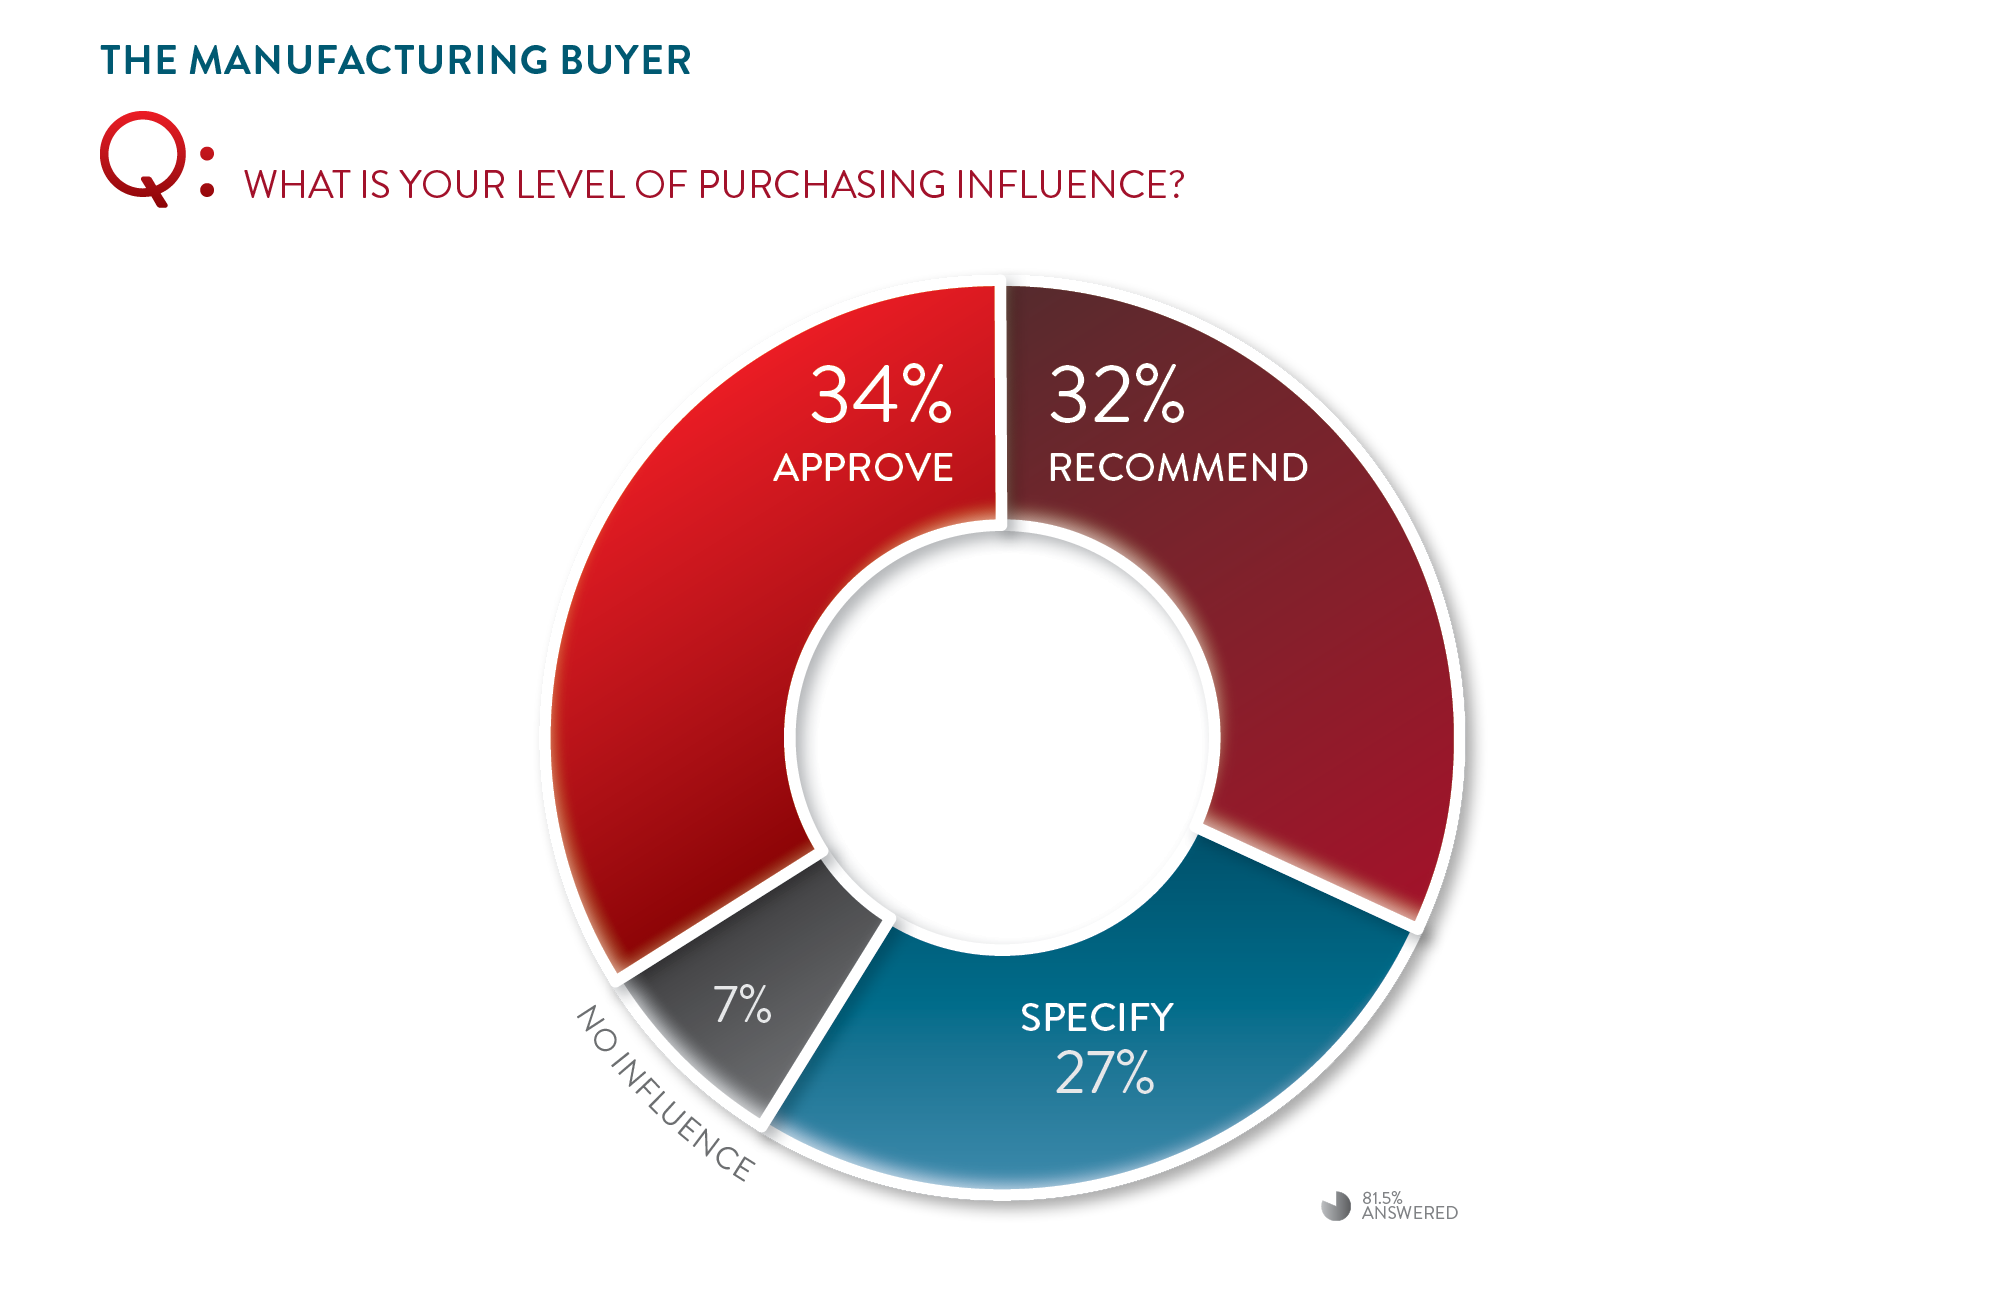 THE MANUFACTURING BUYER
Q: WHAT IS YOUR LEVEL OF PURCHASING INFLUENCE?
34%
APPROVE
32%
RECOMMEND
7%
NO INFLUENCE
SPECIFY
27%
81.5%
ANSWERED